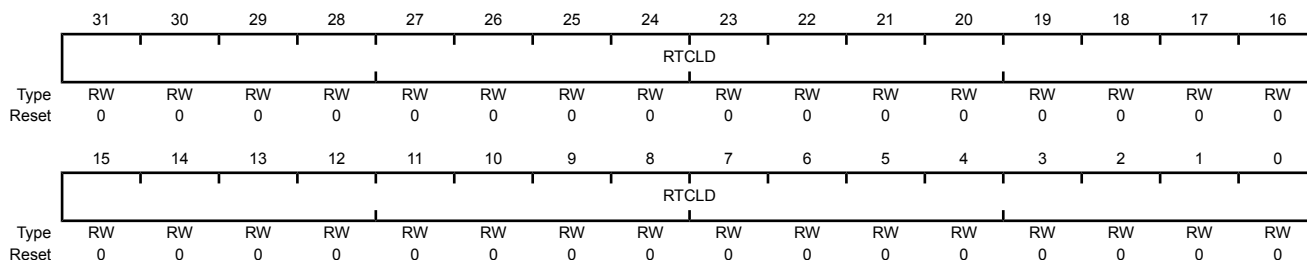 31 30 29 28 27 26 25 24 23 22 21 20 19 18 17 16
RTCLD
Type RW RW RW RW RW RW RW RW RW RW RW RW RW RW RW RW
Reset 0 0 0 0 0 0 0 0 0 0 0 0 0 0 0 0
15 14 13 12 11 10 9 8 7 6 5 4 3 2 1 0
RTCLD
Type RW RW RW RW RW RW RW RW RW RW RW RW RW RW RW RW
Reset 0 0 0 0 0 0 0 0 0 0 0 0 0 0 0 0